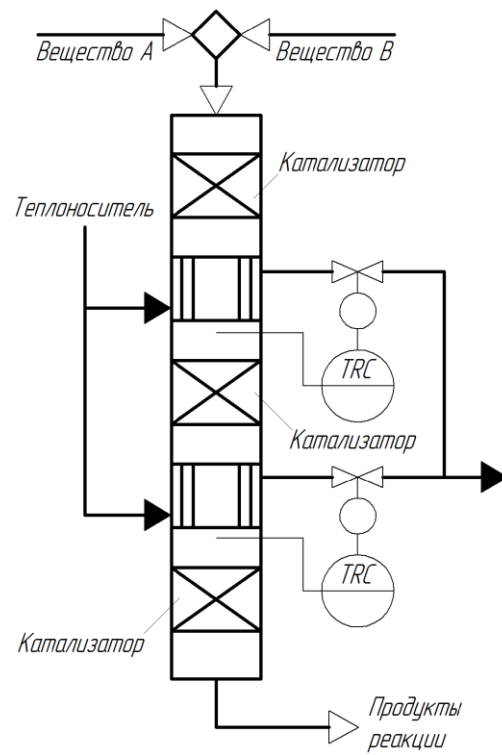 Вещество А
Вещество В
Катализатор
Теплоноситель
TRC
Катализатор
TRC
Катализатор
Продукты
реакции